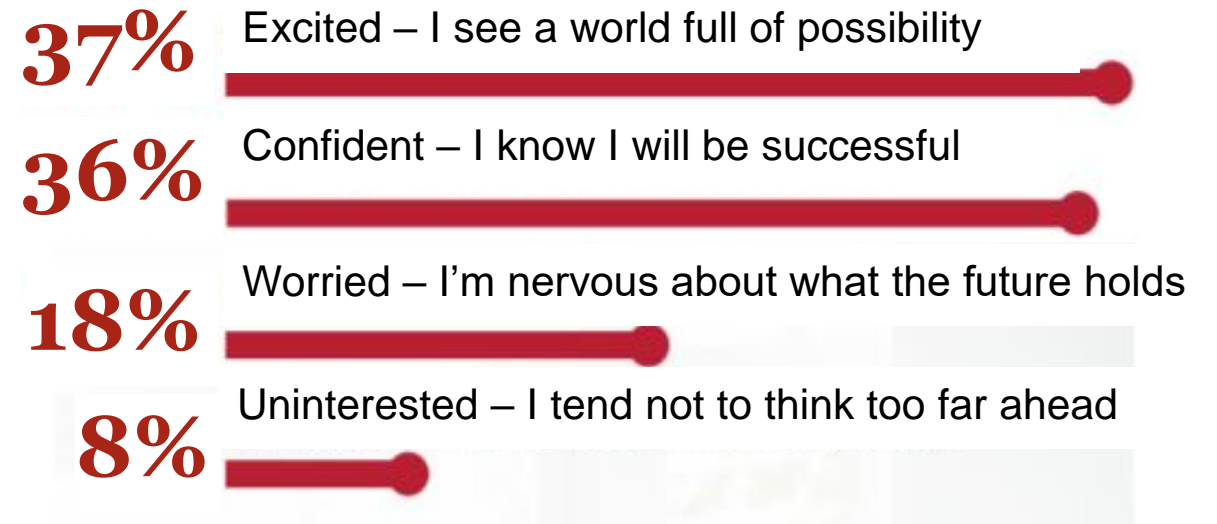 37% Excited – I see a world full of possibility
36% Confident – I know I will be successful
18% Worried – I’m nervous about what the future holds
8% Uninterested – I tend not to think too far ahead